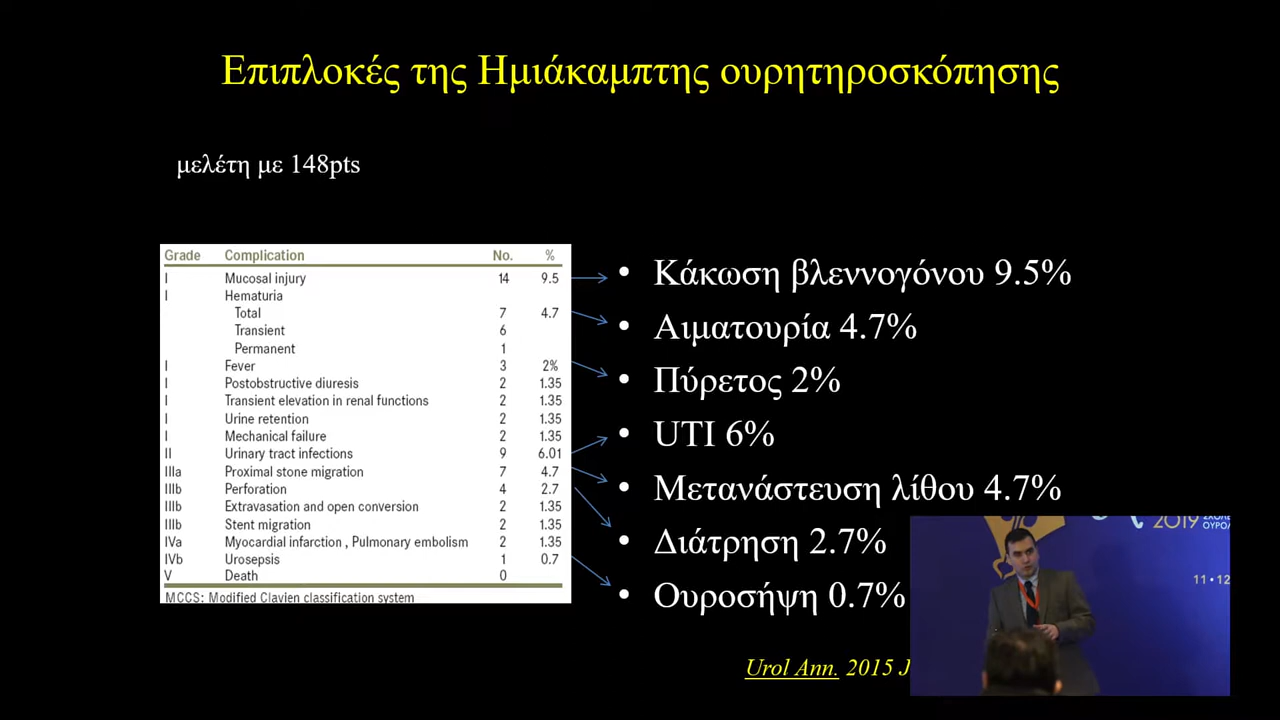 Επιπλοκές της Ημιάκαμπτης ουρητηροσκόπησης
μελέτη με 148pts
Grade Complication No. %
I Mucosal injury 14 9.5
I Hematuria
Total 7 4.7
Transient 6
Permanent 1
I Fever 3 2%
I Postobstructive diuresis 2 1.35
I Transient elevation in renal functions 2 1.35
I Urine retention 2 1.35
I Mechanical failure 2 1.35
II Urinary tract infections 9 6.01
IIIa Proximal stone migration 7 4.7
IIIb Perforation 4 2.7
IIIb Extravasation and open conversion 2 1.35
IIIb Stent migration 2 1.35
IVa Myocardial infarction , Pulmonary embolism 2 1.35
IVb Urosepsis 1 0.7
V Death 0
MCCS: Modified Clavien classification system
• Κάκωση βλεννογόνου 9.5%
• Αιματουρία 4.7%
• Πύρετος 2%
• UTI 6%
• Μετανάστευση λίθου 4.7%
• Διάτρηση 2.7%
• Ουροσήψη 0.7%
Urol Ann. 2015 J
2019
11 • 12